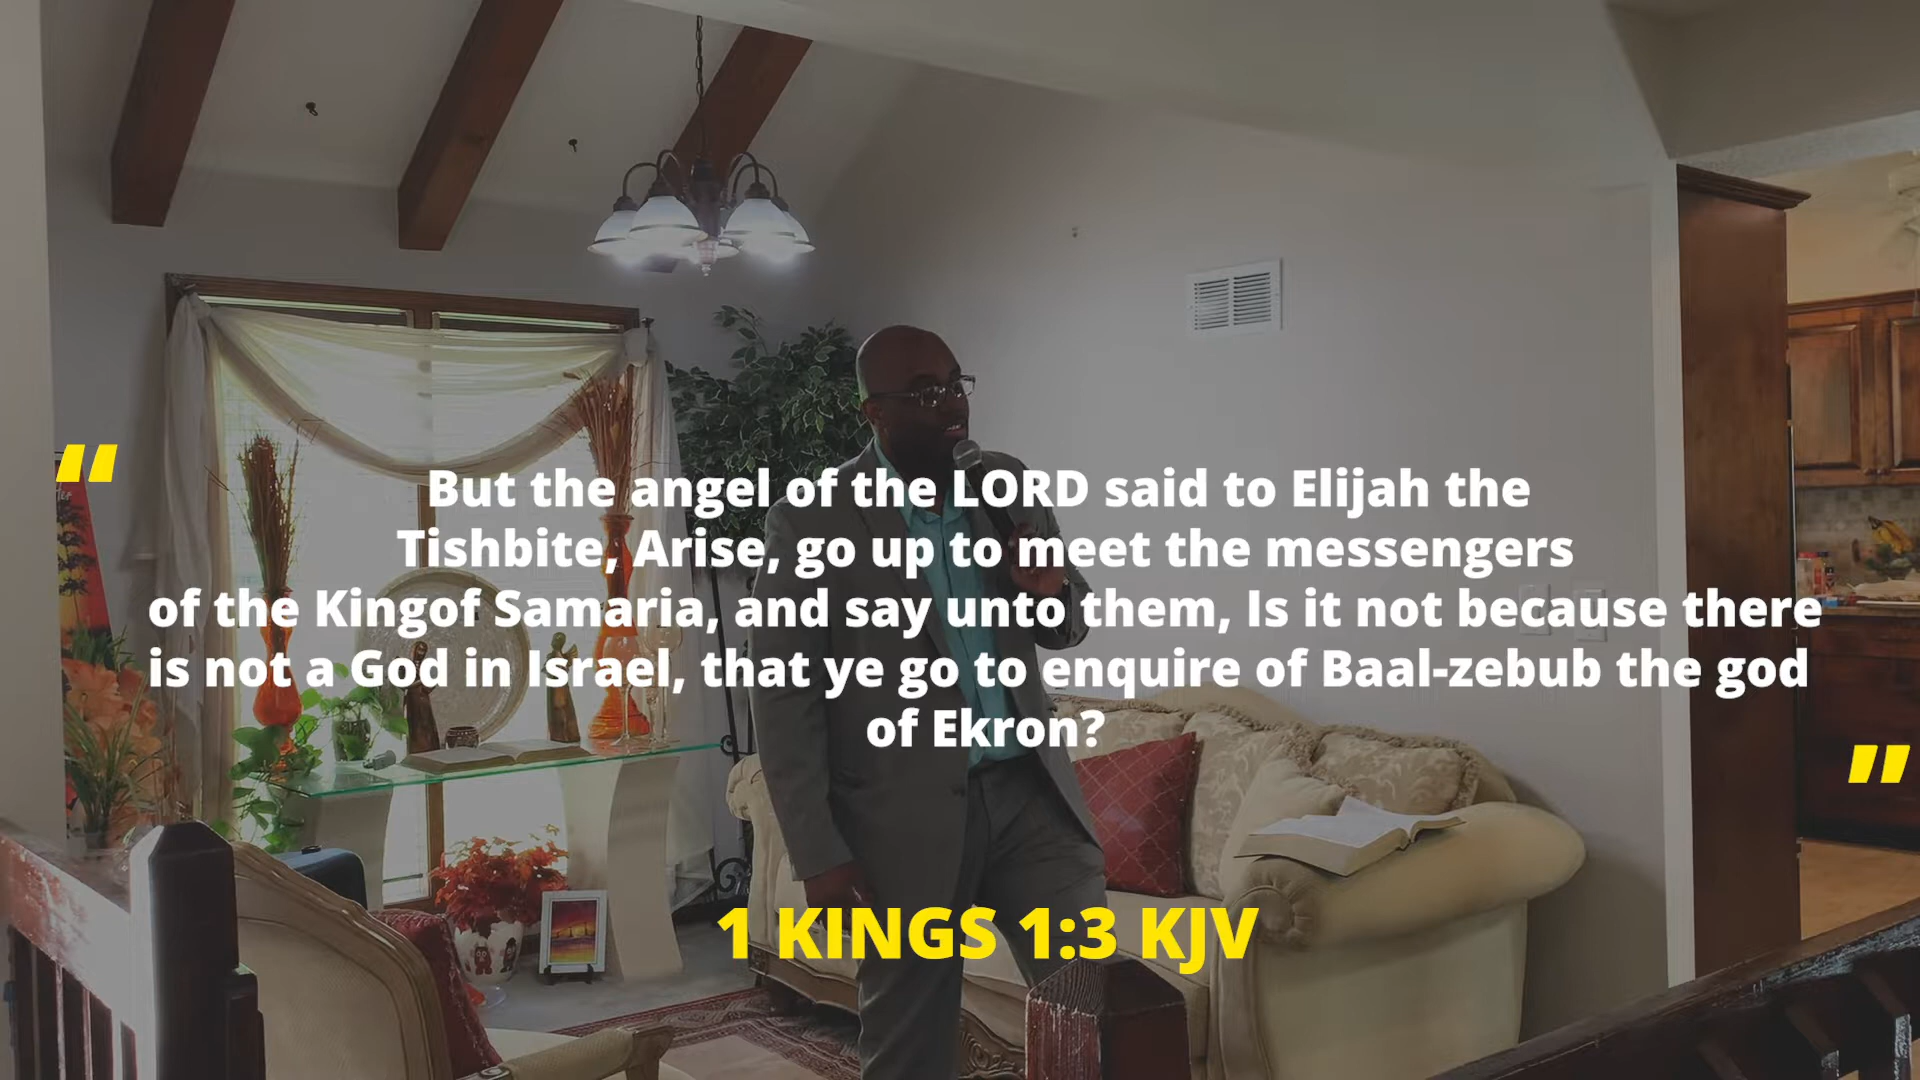 “
But the angel of the LORD said to Elijah the
Tishbite, Arise, go up to meet the messengers
of the Kingof Samaria, and say unto them, Is it not because there
is not a God in Israel, that ye go to enquire of Baal-zebub the god
of Ekron?
”
1 KINGS 1:3 KJV